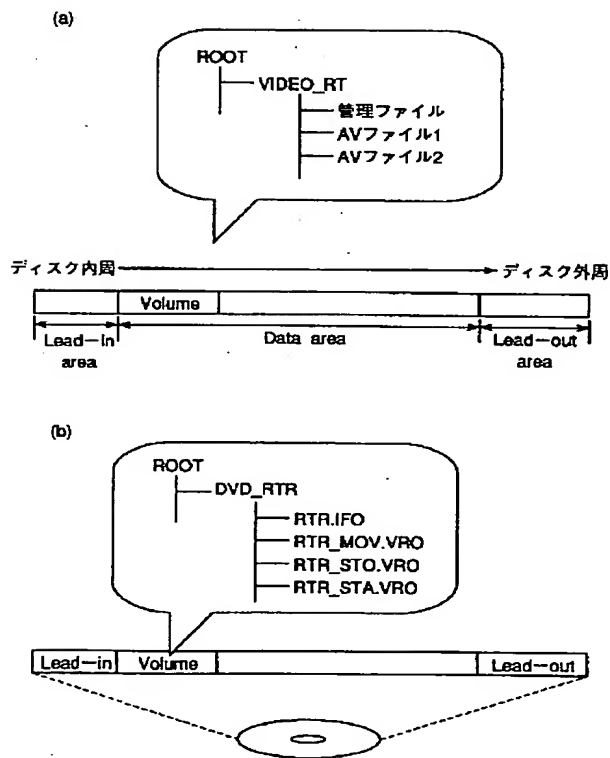 (a)
ROOT
VIDEO_RT
管理ファイル
AVファイル1
AVファイル2
ディスク内周
ディスク外周
Volume
Lead-in area
Data area
Lead-out area
(b)
ROOT
DVD_RTR
RTR.IFO
RTR_MOV.VRO
RTR_STO.VRO
RTR_STA.VRO
Lead-in
Volume
Lead-out